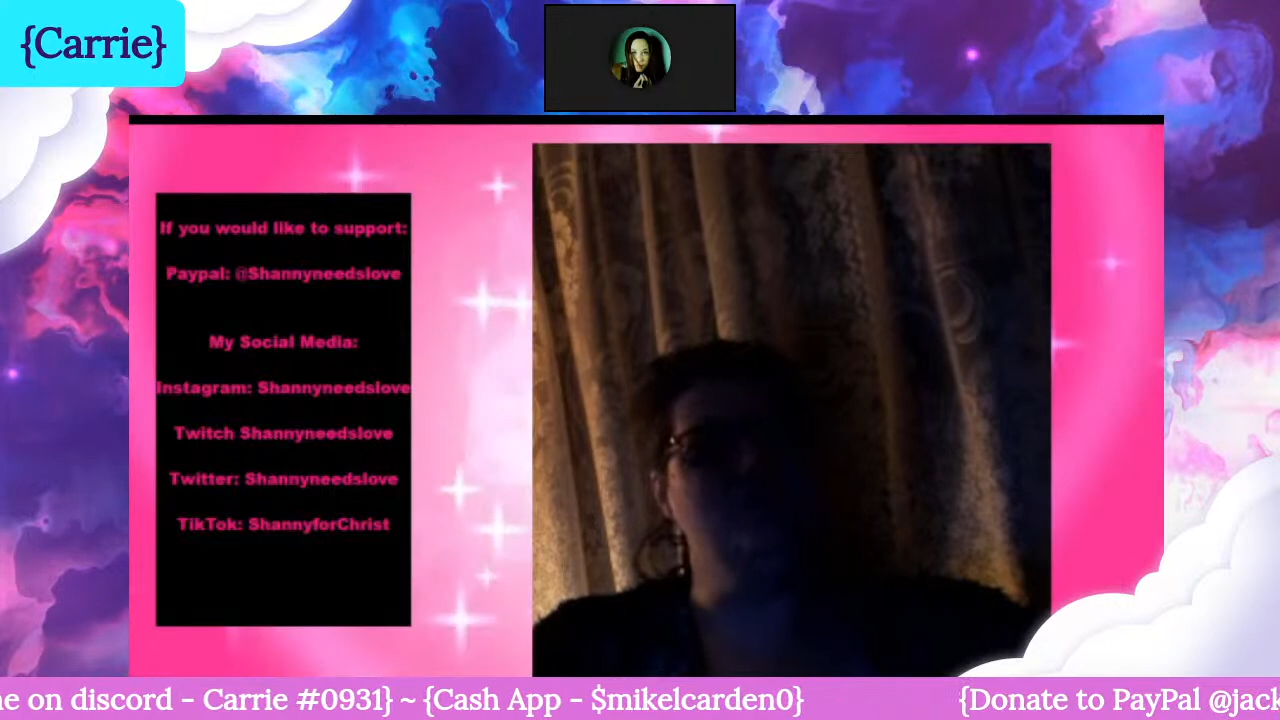 {Carrie}
If you would like to support:
Paypal: @Shannyneedslove
My Social Media:
Instagram: Shannyneedslove
Twitch Shannyneedslove
Twitter: Shannyneedslove
TikTok: ShannyforChrist
on discord - Carrie #0931} ~ {Cash App - $mikelcarden0} {Donate to PayPal